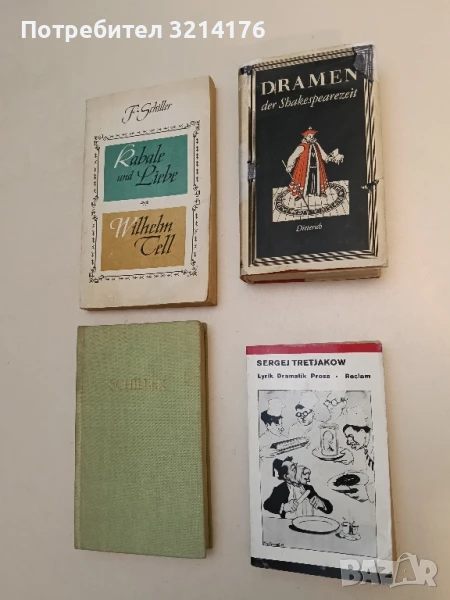 Потребител 3214176
F. Schiller
Kabale
und Liebe
Wilhelm
Tell
DRAMEN
der Shakespearezeit
Dieterich
SCHILLER
SERGEJ TRETJAKOW
Lyrik Dramatik Prosa · Reclam
BAZAR